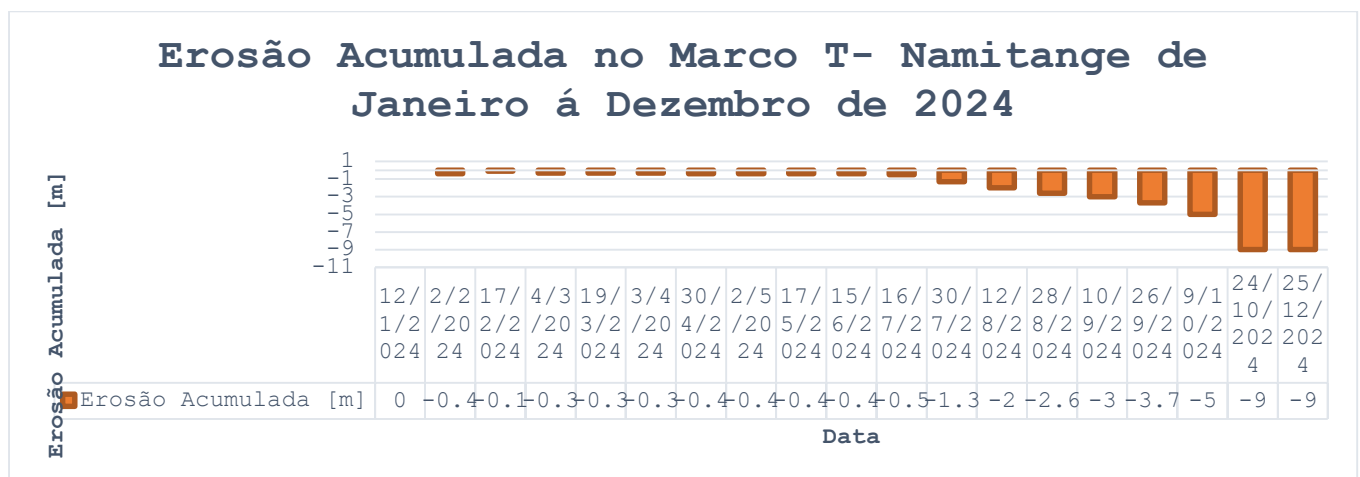 Erosão Acumulada no Marco T- Namitange de
Janeiro á Dezembro de 2024
Erosão Acumulada [m]
1
-1
-3
-5
-7
-9
-11
12/1/2024 2/2/2024 17/2/2024 4/3/2024 19/3/2024 3/4/2024 30/4/2024 2/5/2024 17/5/2024 15/6/2024 16/7/2024 30/7/2024 12/8/2024 28/8/2024 10/9/2024 26/9/2024 9/10/2024 24/10/2024 25/12/2024
Erosão Acumulada [m] 0 -0.4 -0.1 -0.3 -0.3 -0.3 -0.4 -0.4 -0.4 -0.4 -0.5 -1.3 -2 -2.6 -3 -3.7 -5 -9 -9
Data